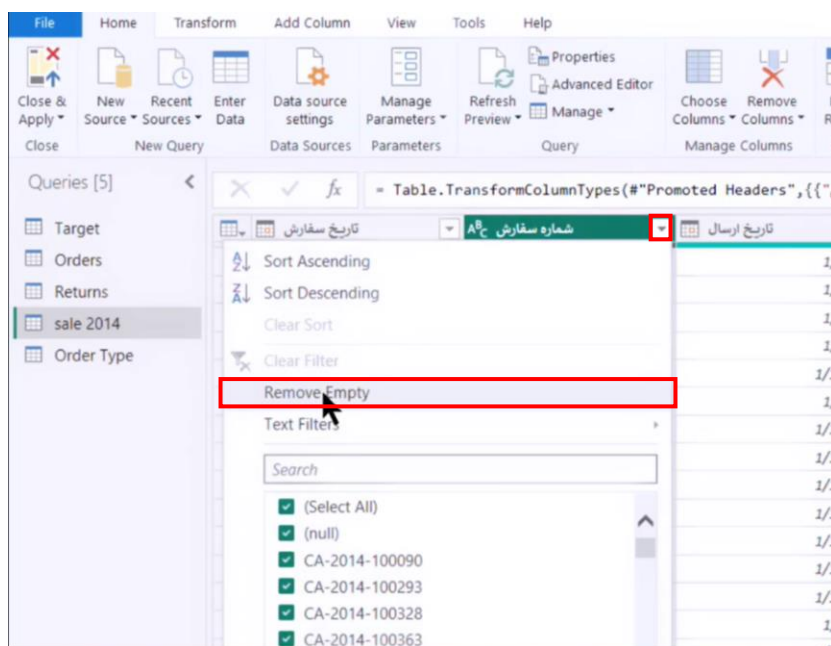 File Home Transform Add Column View Tools Help
Close & Apply
New Source
Recent Sources
Enter Data
Data source settings
Manage Parameters
Refresh Preview
Properties
Advanced Editor
Manage
Choose Columns
Remove Columns
Close New Query Data Sources Parameters Query Manage Columns
Queries [5]
fx = Table.TransformColumnTypes(#"Promoted Headers",{{"
Target
Orders
Returns
sale 2014
Order Type
تاریخ سفارش
ABC شماره سفارش
تاریخ ارسال
Sort Ascending
Sort Descending
Clear Sort
Clear Filter
Remove Empty
Text Filters
Search
(Select All)
(null)
CA-2014-100090
CA-2014-100293
CA-2014-100328
CA-2014-100363